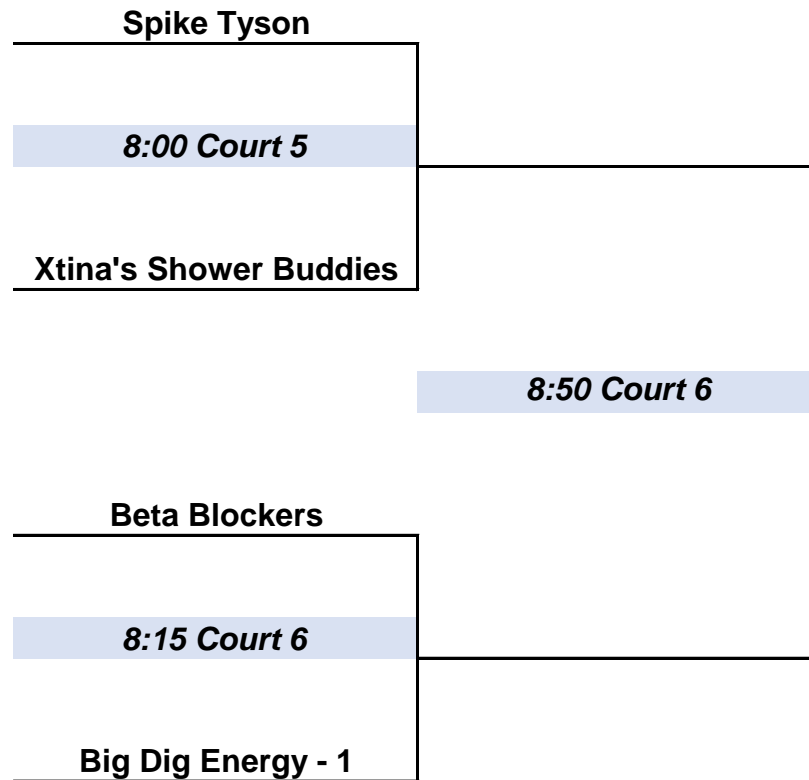 Spike Tyson
8:00 Court 5
Xtina's Shower Buddies
8:50 Court 6
Beta Blockers
8:15 Court 6
Big Dig Energy - 1